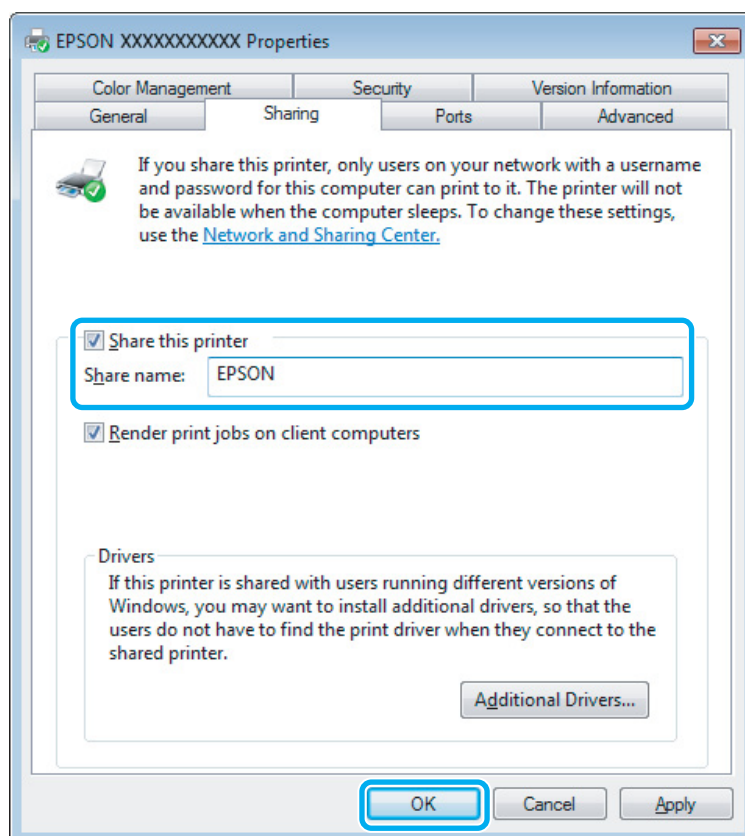 EPSON XXXXXXXXXXX Properties
Color Management Security Version Information
General Sharing Ports Advanced
If you share this printer, only users on your network with a username
and password for this computer can print to it. The printer will not
be available when the computer sleeps. To change these settings,
use the Network and Sharing Center.
Share this printer
Share name: EPSON
Render print jobs on client computers
Drivers
If this printer is shared with users running different versions of
Windows, you may want to install additional drivers, so that the
users do not have to find the print driver when they connect to the
shared printer.
Additional Drivers...
OK Cancel Apply